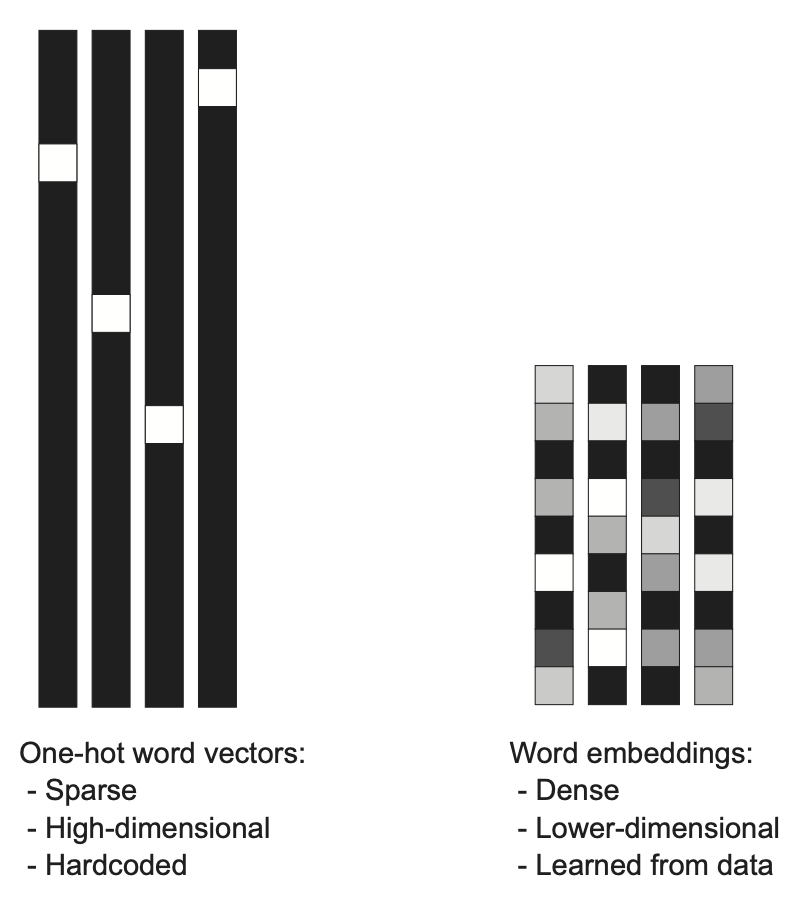 One-hot word vectors:
- Sparse
- High-dimensional
- Hardcoded
Word embeddings:
- Dense
- Lower-dimensional
- Learned from data